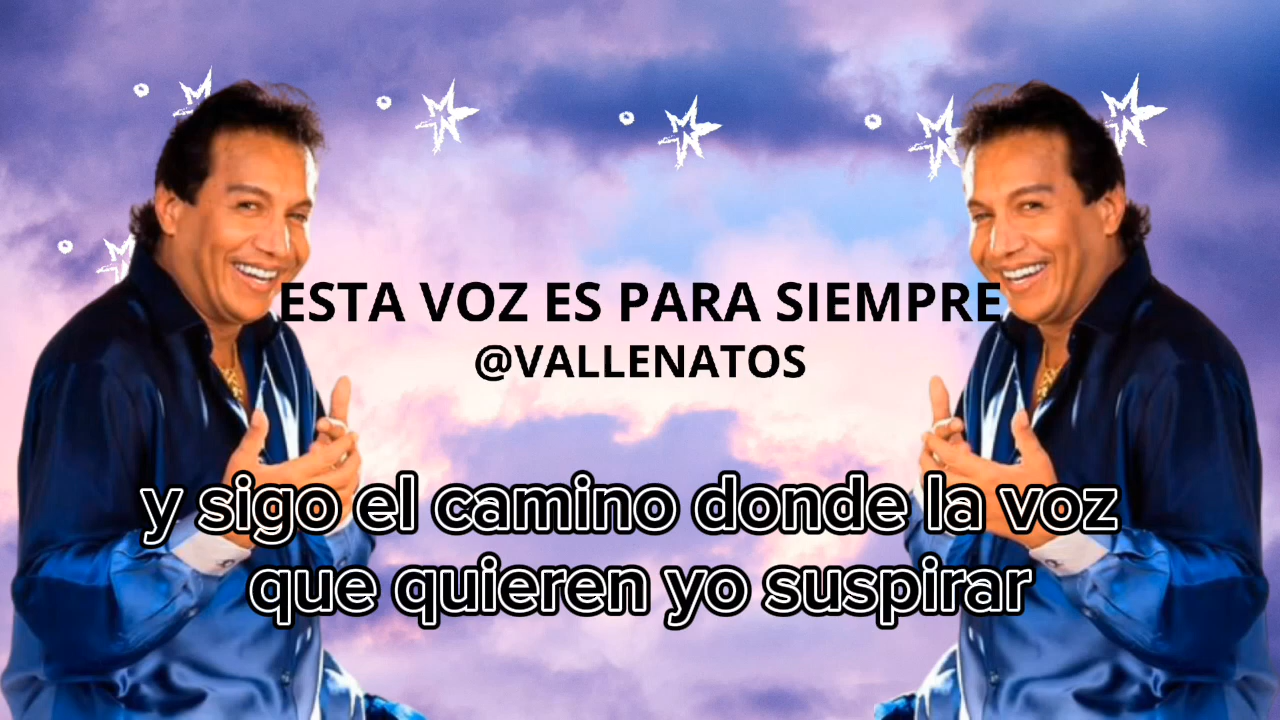 ESTA VOZ ES PARA SIEMPRE
@VALLENATOS
y sigo el camino donde la voz
que quieren yo suspirar